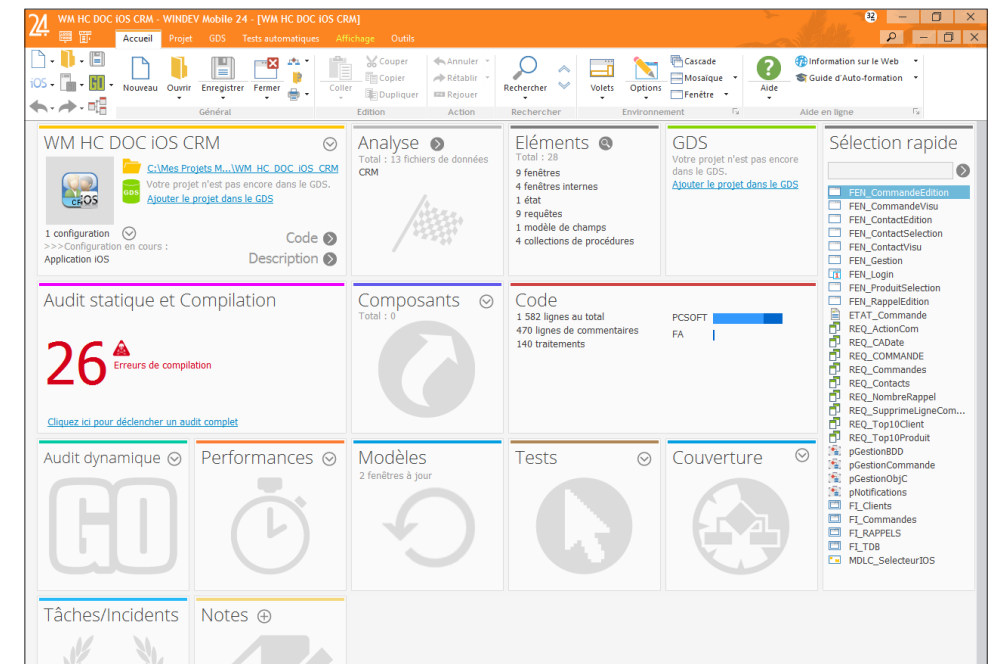 24 WM HC DOC iOS CRM - WINDEV Mobile 24 - [WM HC DOC iOS CRM]
32
Accueil Projet GDS Tests automatiques Affichage Outils
iOS GO
Nouveau Ouvrir Enregistrer Fermer
Général
Coller
Couper
Copier
Dupliquer
Edition
Annuler
Rétablir
Rejouer
Action
Rechercher
Rechercher
Volets Options
Cascade
Mosaïque
Fenêtre
Environnement
Aide
Information sur le Web
Guide d'Auto-formation
Aide en ligne
WM HC DOC iOS CRM
CRM iOS
C:\Mes Projets M...\WM_HC_DOC_iOS_CRM
GDS
Votre projet n'est pas encore dans le GDS.
Ajouter le projet dans le GDS
1 configuration
>>>Configuration en cours :
Application iOS
Code
Description
Analyse
Total : 13 fichiers de données
CRM
Eléments
Total : 28
9 fenêtres
4 fenêtres internes
1 état
9 requêtes
1 modèle de champs
4 collections de procédures
GDS
Votre projet n'est pas encore
dans le GDS.
Ajouter le projet dans le GDS
Sélection rapide
FEN_CommandeEdition
FEN_CommandeVisu
FEN_ContactEdition
FEN_ContactSelection
FEN_ContactVisu
FEN_Gestion
FEN_Login
FEN_ProduitSelection
FEN_RappelEdition
ETAT_Commande
REQ_ActionCom
REQ_CADate
REQ_COMMANDE
REQ_Commandes
REQ_Contacts
REQ_NombreRappel
REQ_SupprimeLigneCom...
REQ_Top10Client
REQ_Top10Produit
pGestionBDD
pGestionCommande
pGestionObjC
pNotifications
FI_Clients
FI_Commandes
FI_RAPPELS
FI_TDB
MDLC_SelecteurIOS
Audit statique et Compilation
26
Erreurs de compilation
Cliquez ici pour déclencher un audit complet
Composants
Total : 0
Code
1 582 lignes au total
470 lignes de commentaires
140 traitements
PCSOFT
FA
Audit dynamique
GO
Performances
Modèles
2 fenêtres à jour
Tests
Couverture
Tâches/Incidents
Notes